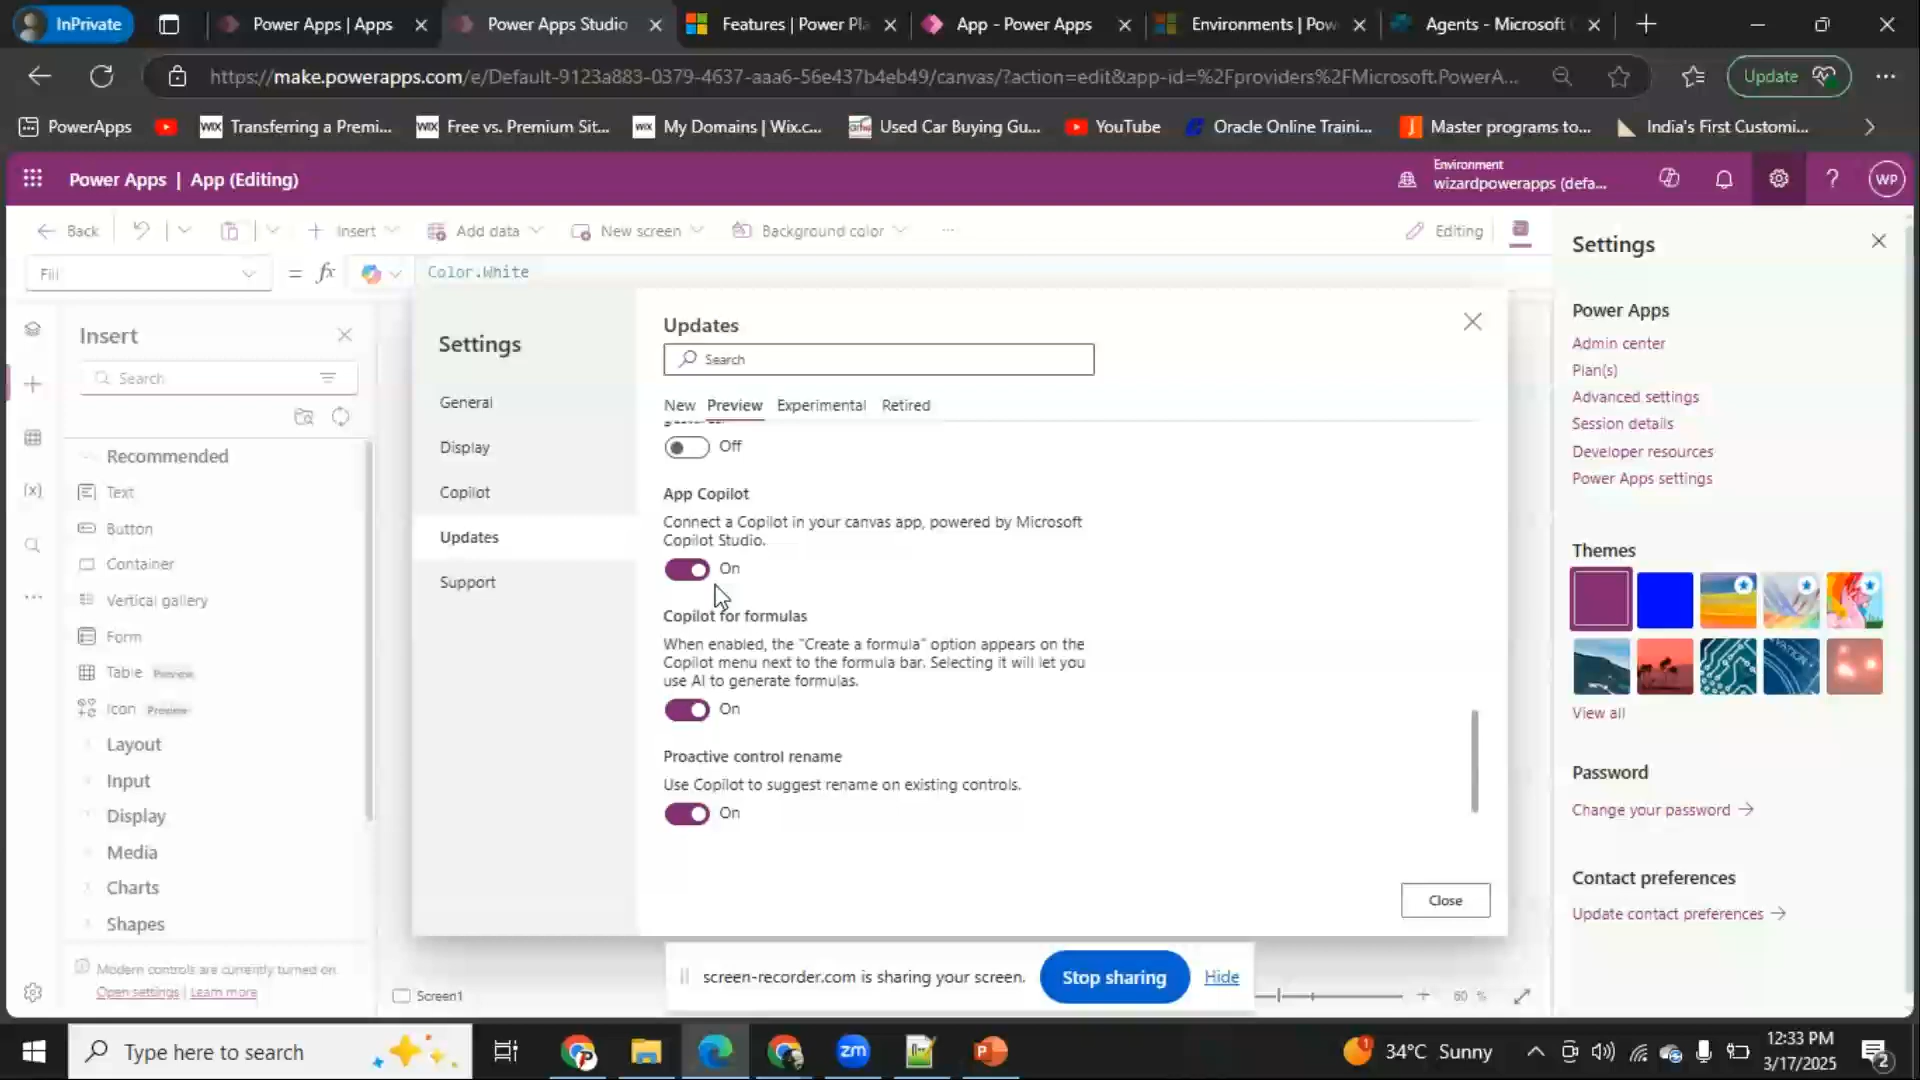 InPrivate
Power Apps | Apps
Power Apps Studio
Features | Power Pla
App - Power Apps
Environments | Pow
Agents - Microsoft
https://make.powerapps.com/e/Default-9123a883-0379-4637-aaa6-56e437b4eb49/canvas/?action=edit&app-id=%2Fproviders%2FMicrosoft.PowerA...
Update
PowerApps
WIX Transferring a Premi...
WIX Free vs. Premium Sit...
WIX My Domains | Wix.c...
Used Car Buying Gu...
YouTube
Oracle Online Traini...
Master programs to...
India's First Customi...
Power Apps | App (Editing)
Environment
wizardpowerapps (defa...
WP
Back
Insert
Add data
New screen
Background color
...
Editing
Fill
= fx
Color.White
Insert
Search
Recommended
Text
Button
Container
Vertical gallery
Form
Table Preview
Icon Preview
Layout
Input
Display
Media
Charts
Shapes
Modern controls are currently turned on.
Open settings | Learn more
Settings
General
Display
Copilot
Updates
Support
Updates
Search
New Preview Experimental Retired
Off
App Copilot
Connect a Copilot in your canvas app, powered by Microsoft
Copilot Studio.
On
Copilot for formulas
When enabled, the "Create a formula" option appears on the
Copilot menu next to the formula bar. Selecting it will let you
use AI to generate formulas.
On
Proactive control rename
Use Copilot to suggest rename on existing controls.
On
Close
Settings
Power Apps
Admin center
Plan(s)
Advanced settings
Session details
Developer resources
Power Apps settings
Themes
View all
Password
Change your password
Contact preferences
Update contact preferences
Screen1
60 %
screen-recorder.com is sharing your screen.
Stop sharing
Hide
Type here to search
zm
34°C Sunny
12:33 PM
3/17/2025
2